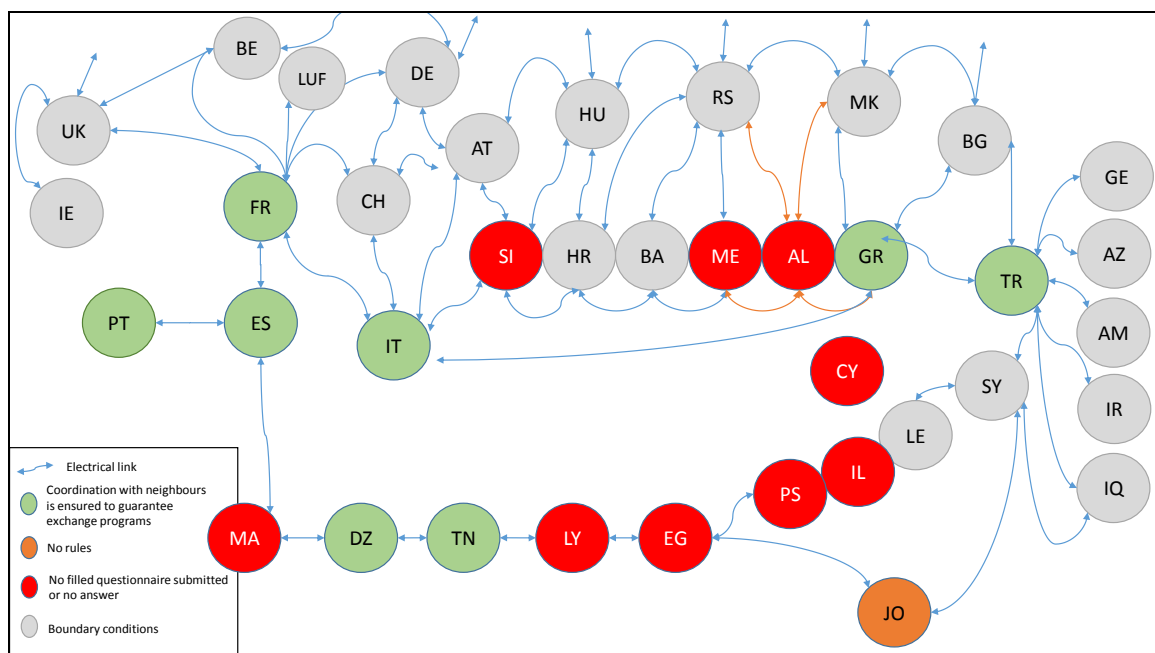 BE
LUF
DE
UK
HU
RS
MK
AT
BG
IE
FR
CH
GE
SI
HR
BA
ME
AL
GR
AZ
TR
PT
ES
IT
AM
CY
SY
IR
LE
IL
PS
IQ
MA
DZ
TN
LY
EG
JO
Electrical link
Coordination with neighbours
is ensured to guarantee
exchange programs
No rules
No filled questionnaire submitted
or no answer
Boundary conditions